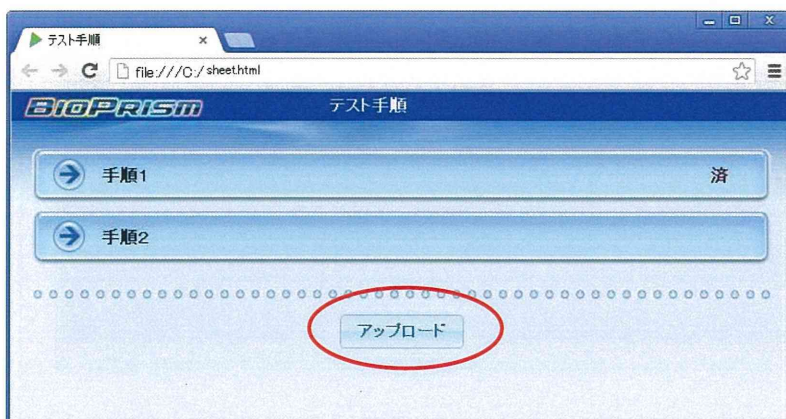 テスト手順
file:///C:/sheet.html
BIOPRISM
テスト手順
手順1
済
手順2
アップロード